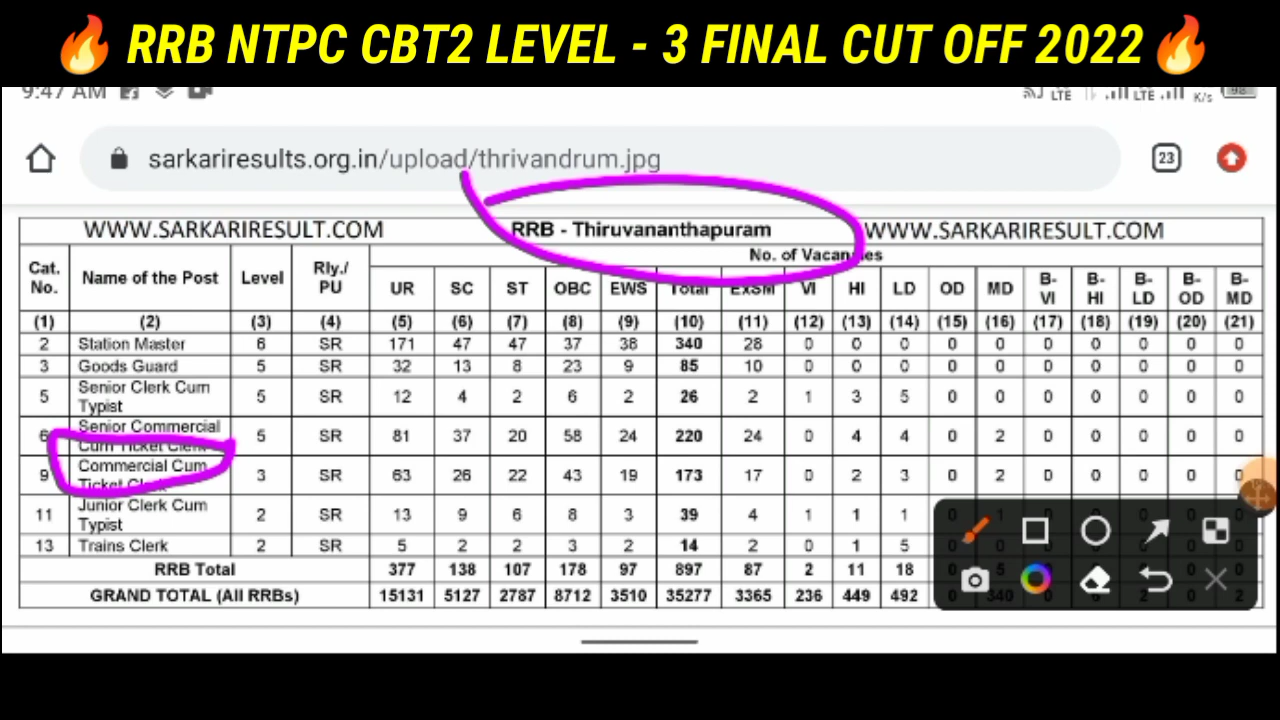 🔥 RRB NTPC CBT2 LEVEL - 3 FINAL CUT OFF 2022 🔥
9:47 AM LTE LTE K/s 98
sarkariresults.org.in/upload/thrivandrum.jpg 23
WWW.SARKARIRESULT.COM RRB - Thiruvananthapuram WWW.SARKARIRESULT.COM
No. of Vacancies
Cat. No. Name of the Post Level Rly./ PU UR SC ST OBC EWS Total EXSM VI HI LD OD MD B-VI B-HI B-LD B-OD B-MD
(1) (2) (3) (4) (5) (6) (7) (8) (9) (10) (11) (12) (13) (14) (15) (16) (17) (18) (19) (20) (21)
2 Station Master 6 SR 171 47 47 37 38 340 28 0 0 0 0 0 0 0 0 0 0
3 Goods Guard 5 SR 32 13 8 23 9 85 10 0 0 0 0 0 0 0 0 0 0
5 Senior Clerk Cum Typist 5 SR 12 4 2 6 2 26 2 1 3 5 0 0 0 0 0 0 0
6 Senior Commercial Cum Ticket Clerk 5 SR 81 37 20 58 24 220 24 0 4 4 0 2 0 0 0 0 0
9 Commercial Cum Ticket Clerk 3 SR 63 26 22 43 19 173 17 0 2 3 0 2 0 0 0 0 0
11 Junior Clerk Cum Typist 2 SR 13 9 6 8 3 39 4 1 1 1
13 Trains Clerk 2 SR 5 2 2 3 2 14 2 0 1 5
RRB Total 377 138 107 178 97 897 87 2 11 18
GRAND TOTAL (All RRBs) 15131 5127 2787 8712 3510 35277 3365 236 449 492